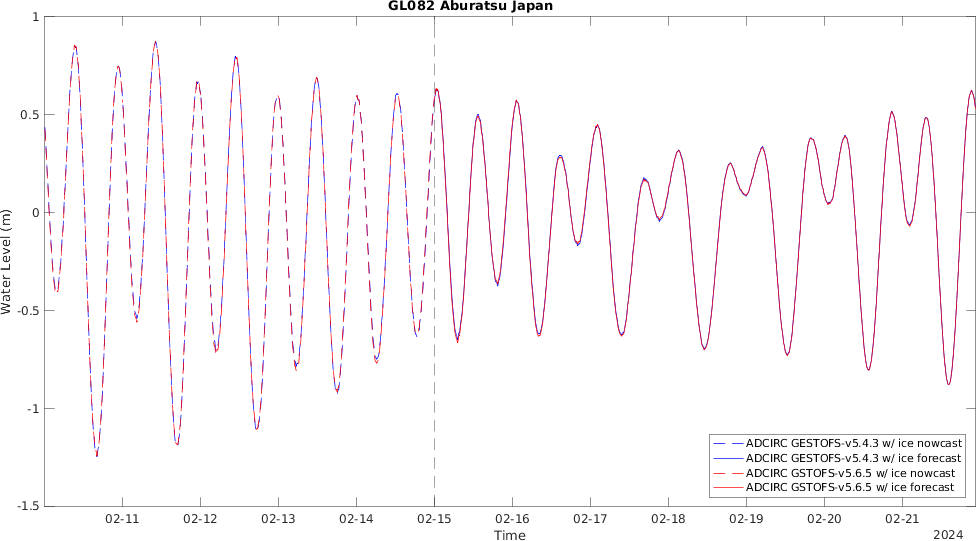 GL082 Aburatsu Japan
1
0.5
0
-0.5
-1
-1.5
Water Level (m)
02-11 02-12 02-13 02-14 02-15 02-16 02-17 02-18 02-19 02-20 02-21
Time
2024
ADCIRC GESTOFS-v5.4.3 w/ ice nowcast
ADCIRC GESTOFS-v5.4.3 w/ ice forecast
ADCIRC GSTOFS-v5.6.5 w/ ice nowcast
ADCIRC GSTOFS-v5.6.5 w/ ice forecast